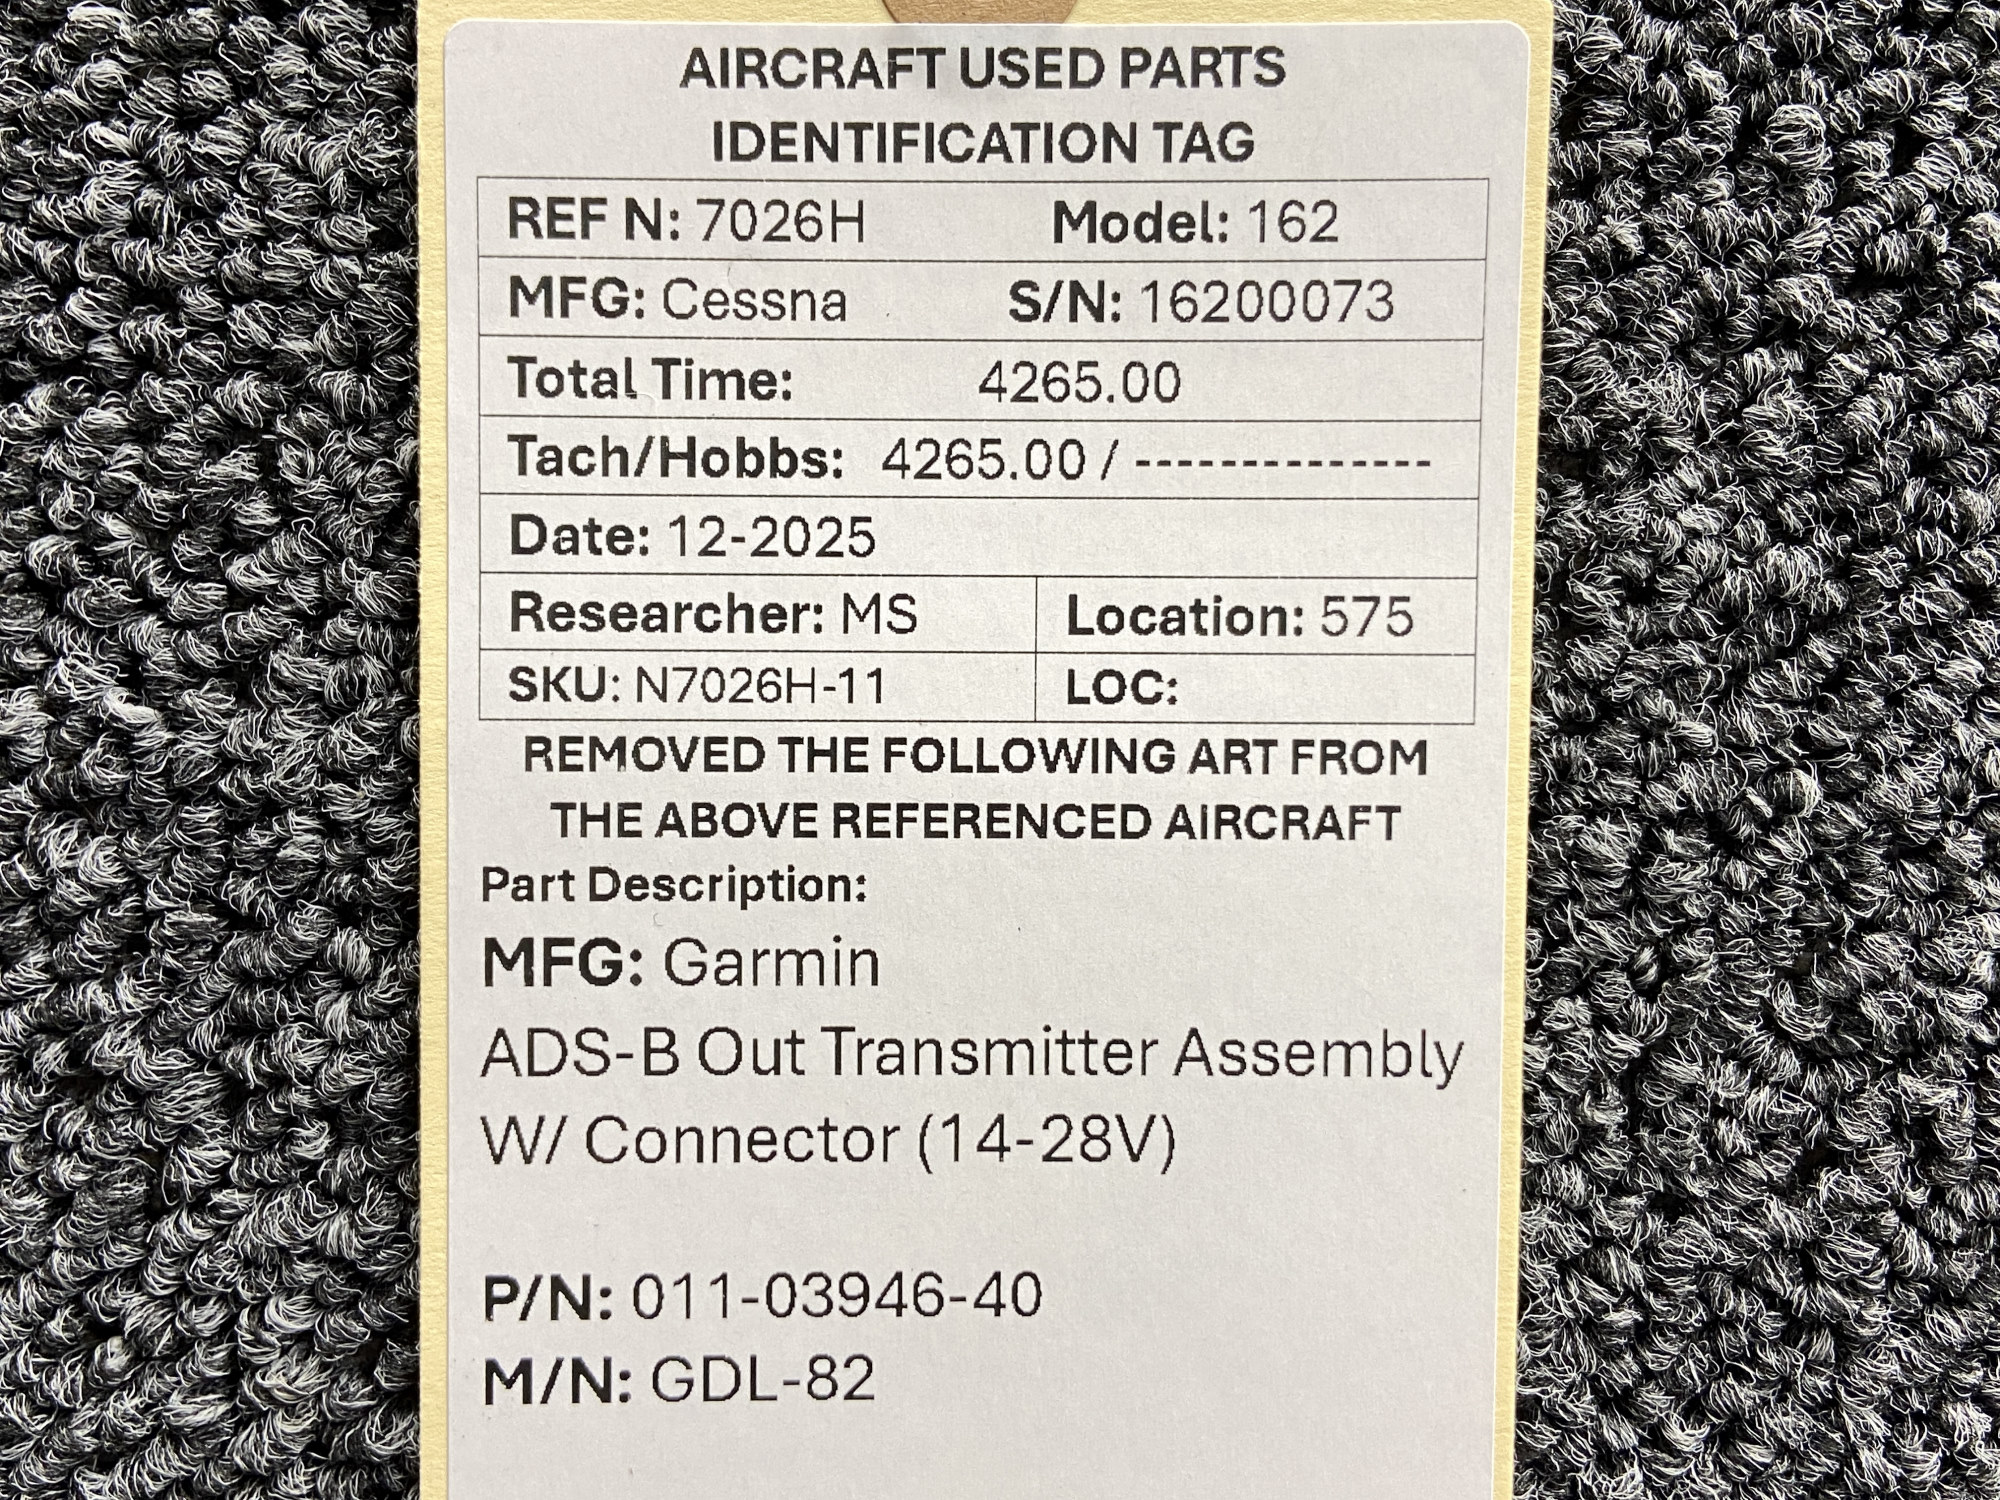 AIRCRAFT USED PARTS
IDENTIFICATION TAG
REF N: 7026H Model: 162
MFG: Cessna S/N: 16200073
Total Time: 4265.00
Tach/Hobbs: 4265.00 / --------------
Date: 12-2025
Researcher: MS Location: 575
SKU: N7026H-11 LOC:
REMOVED THE FOLLOWING ART FROM
THE ABOVE REFERENCED AIRCRAFT
Part Description:
MFG: Garmin
ADS-B Out Transmitter Assembly
W/ Connector (14-28V)
P/N: 011-03946-40
M/N: GDL-82